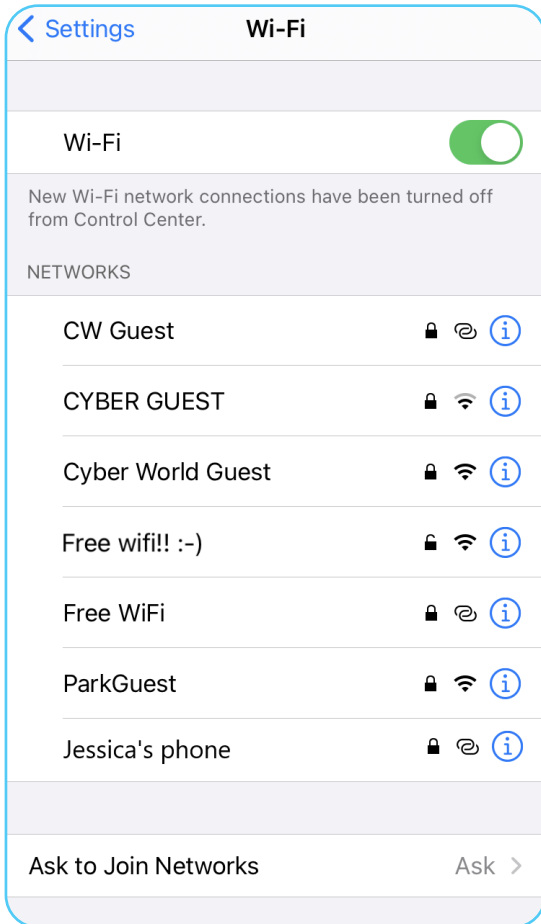 Settings
Wi-Fi
Wi-Fi
New Wi-Fi network connections have been turned off
from Control Center.
NETWORKS
CW Guest
CYBER GUEST
Cyber World Guest
Free wifi!! :-)
Free WiFi
ParkGuest
Jessica's phone
Ask to Join Networks Ask